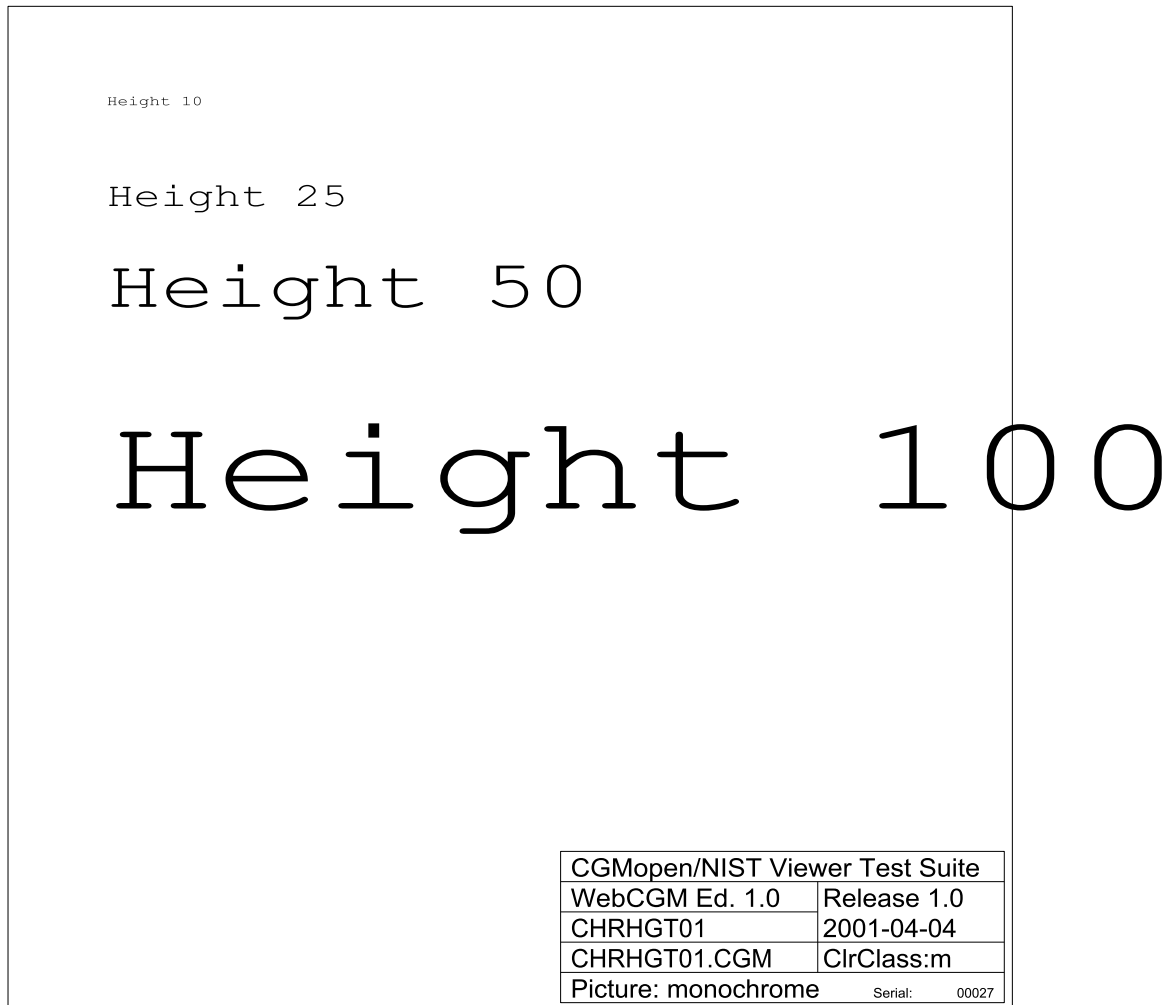 Height 10
Height 25
Height 50
Height 100
CGMopen/NIST Viewer Test Suite
WebCGM Ed. 1.0 Release 1.0
CHRHGT01 2001-04-04
CHRHGT01.CGM ClrClass:m
Picture: monochrome Serial: 00027